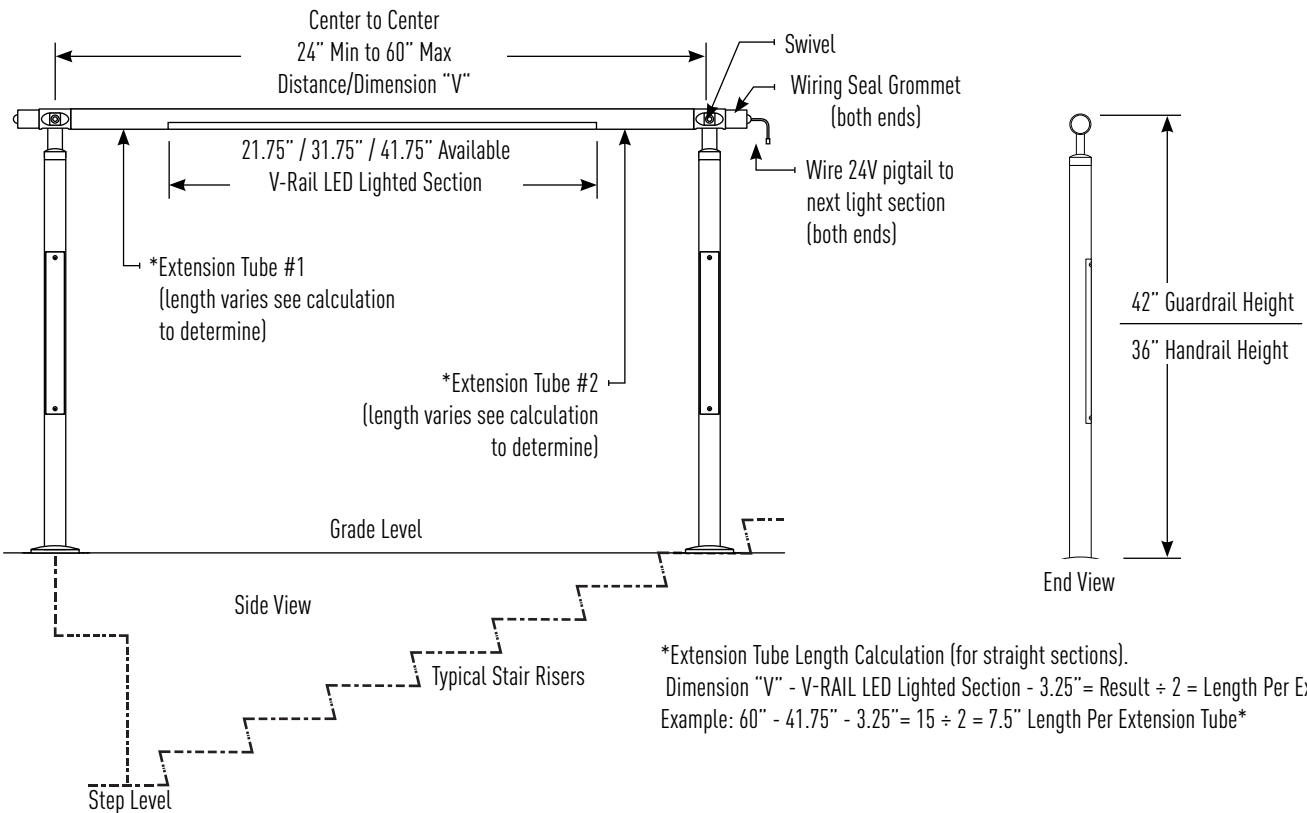 Center to Center
24” Min to 60” Max
Distance/Dimension “V“
Swivel
Wiring Seal Grommet
(both ends)
21.75” / 31.75” / 41.75” Available
V-Rail LED Lighted Section
Wire 24V pigtail to
next light section
(both ends)
*Extension Tube #1
(length varies see calculation
to determine)
*Extension Tube #2
(length varies see calculation
to determine)
42” Guardrail Height
36” Handrail Height
Grade Level
End View
Side View
Typical Stair Risers
Step Level
*Extension Tube Length Calculation (for straight sections).
Dimension “V” - V-RAIL LED Lighted Section - 3.25”= Result ÷ 2 = Length Per
Example: 60” - 41.75” - 3.25”= 15 ÷ 2 = 7.5” Length Per Extension Tube*